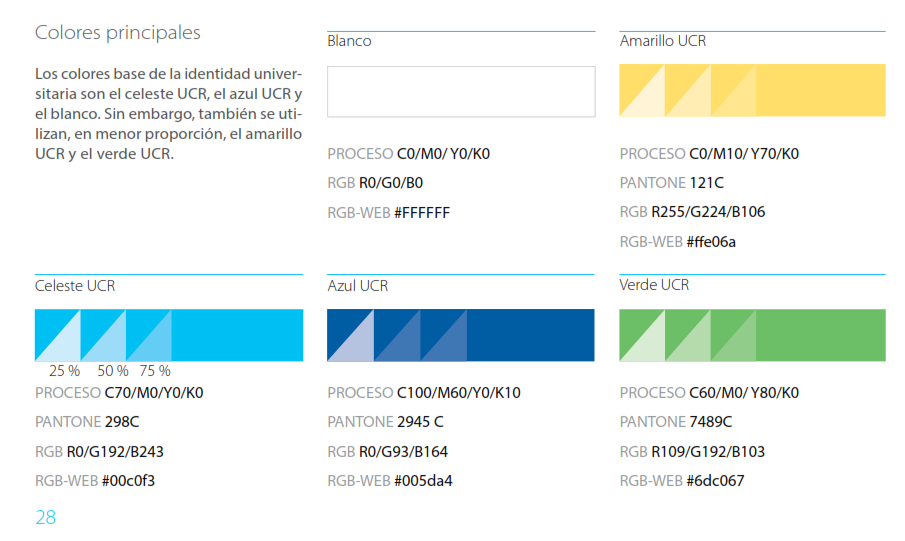 Colores principales
Los colores base de la identidad univer-
sitaria son el celeste UCR, el azul UCR y
el blanco. Sin embargo, también se uti-
lizan, en menor proporción, el amarillo
UCR y el verde UCR.
Blanco
PROCESO C0/M0/ Y0/K0
RGB R0/G0/B0
RGB-WEB #FFFFFF
Amarillo UCR
PROCESO C0/M10/ Y70/K0
PANTONE 121C
RGB R255/G224/B106
RGB-WEB #ffe06a
Celeste UCR
25 % 50 % 75 %
PROCESO C70/M0/Y0/K0
PANTONE 298C
RGB R0/G192/B243
RGB-WEB #00c0f3
Azul UCR
PROCESO C100/M60/Y0/K10
PANTONE 2945 C
RGB R0/G93/B164
RGB-WEB #005da4
Verde UCR
PROCESO C60/M0/ Y80/K0
PANTONE 7489C
RGB R109/G192/B103
RGB-WEB #6dc067
28